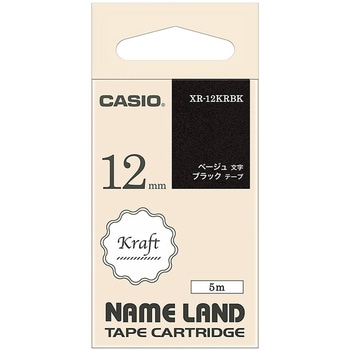 CASIO®
XR-12KRBK
12mm
ベージュ 文字
ブラック テープ
Kraft
5m
NAME LAND
TAPE CARTRIDGE